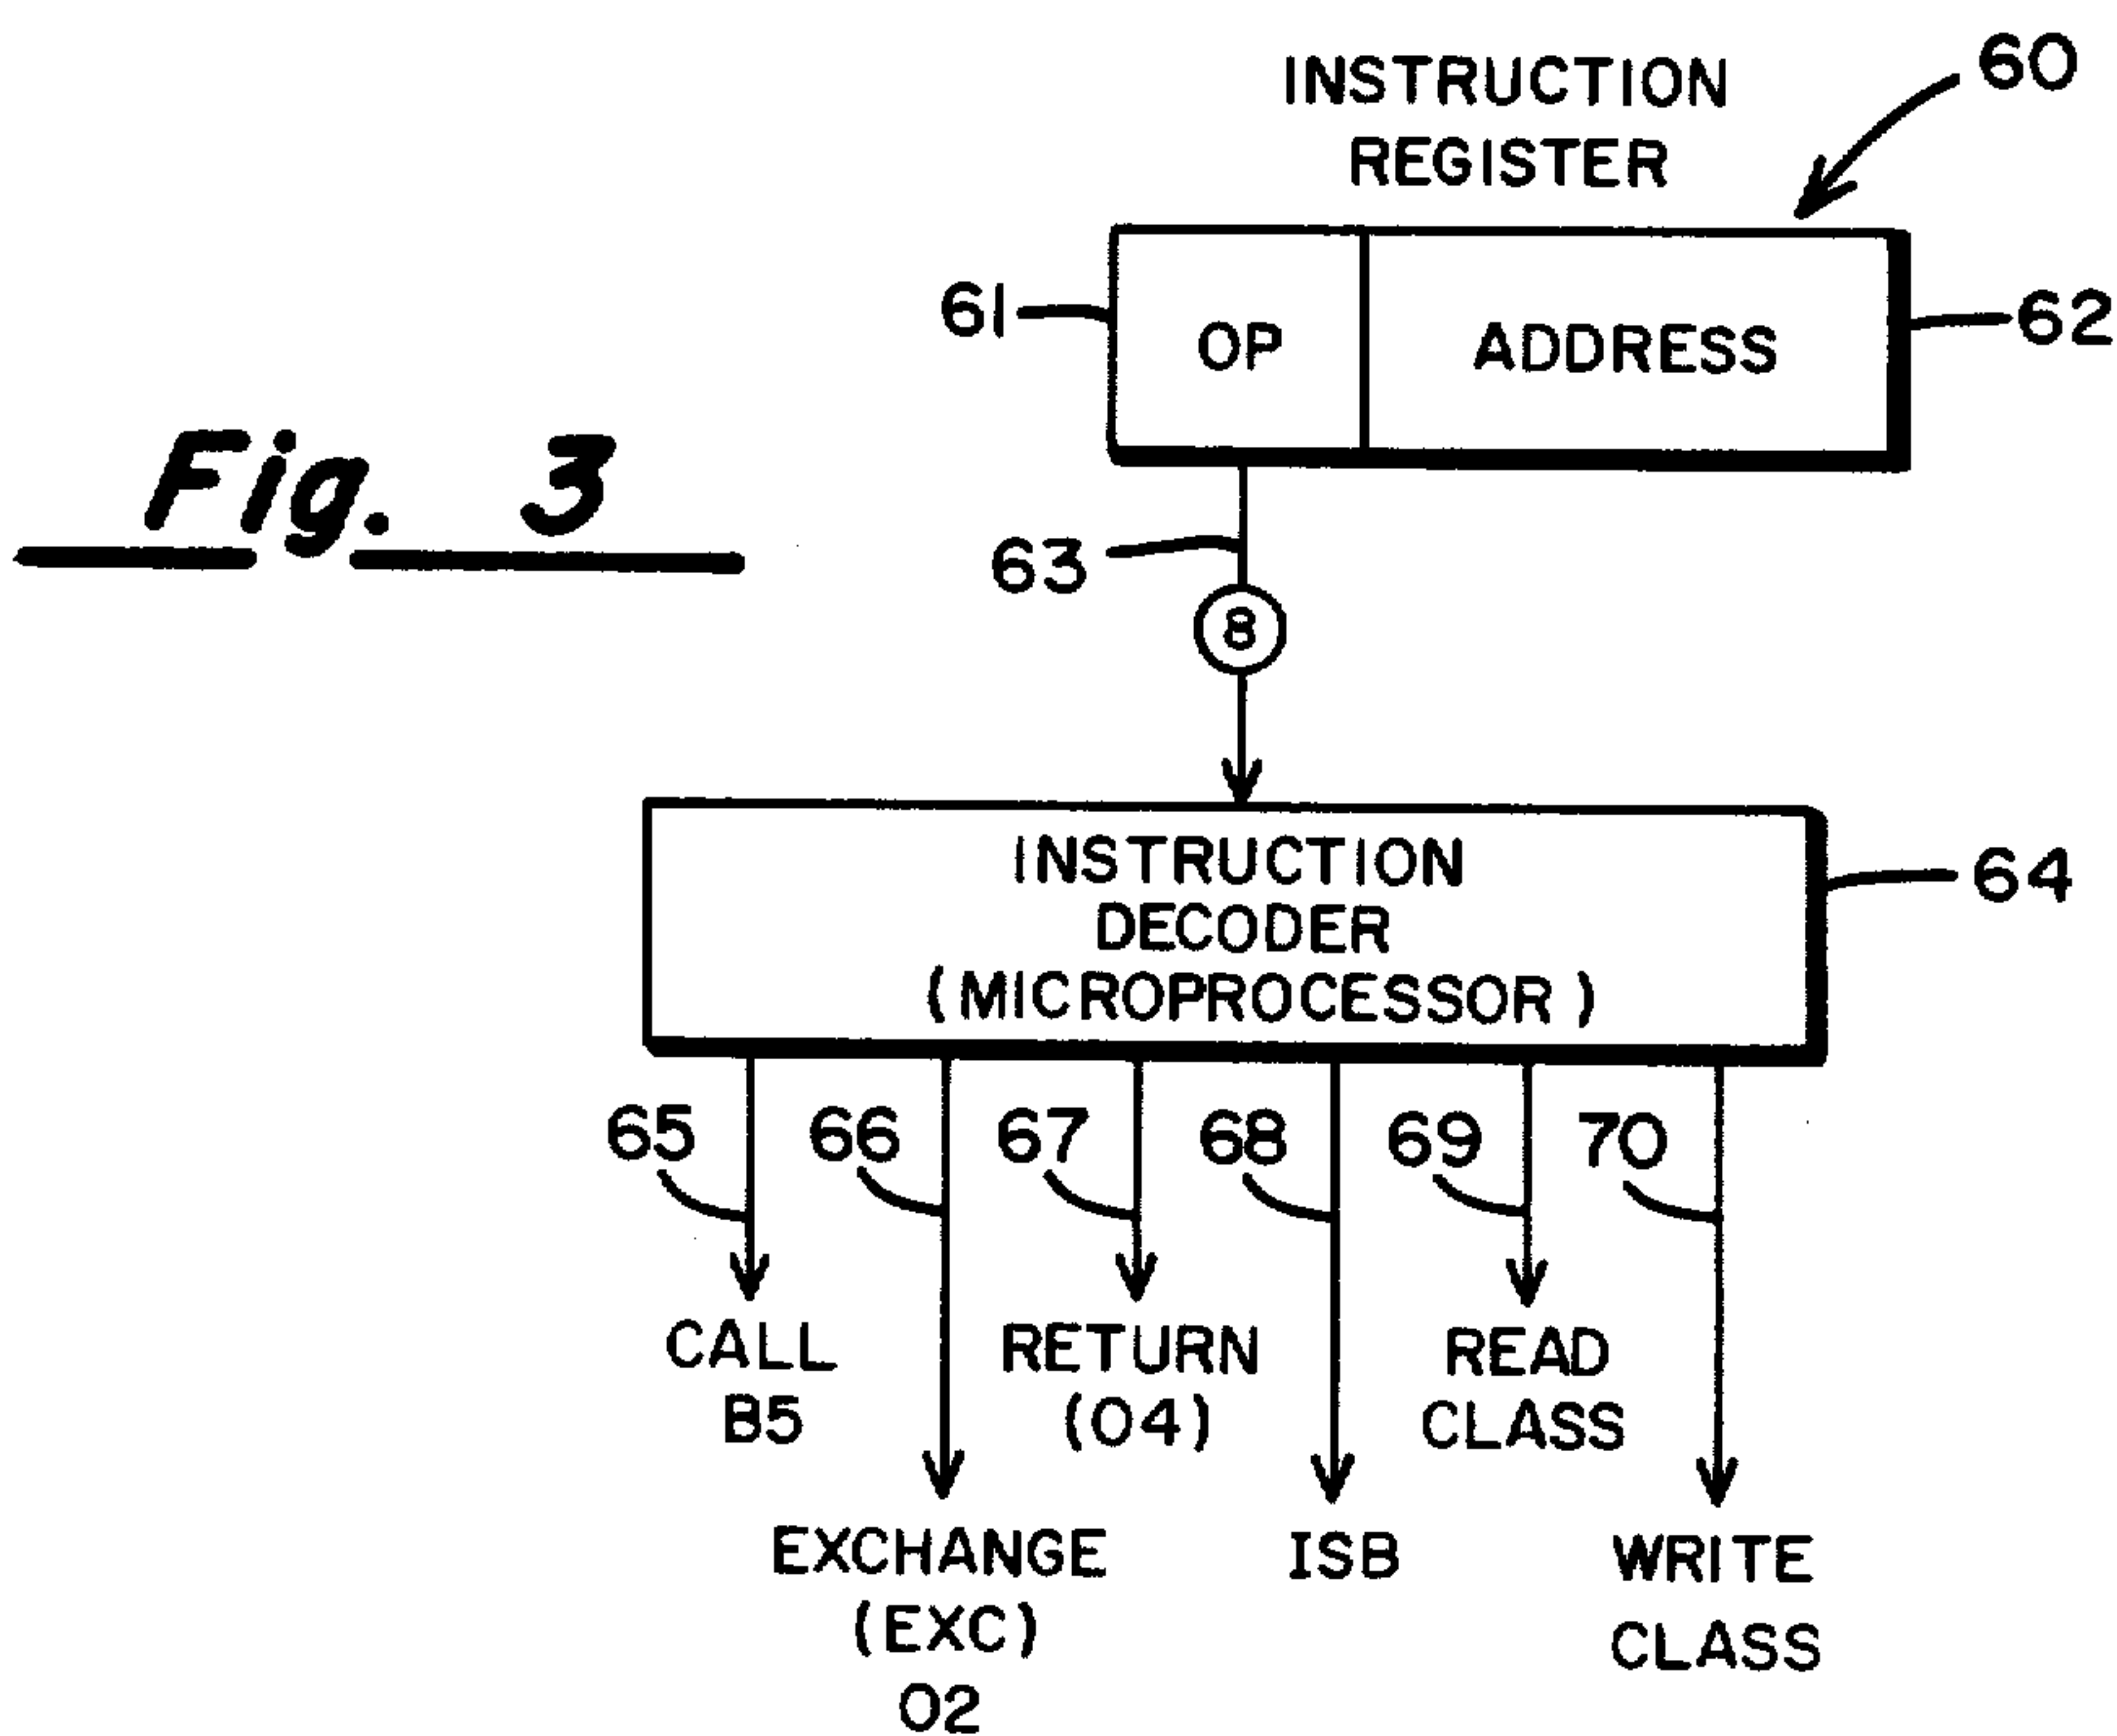 INSTRUCTION
REGISTER
60
61
OP
ADDRESS
62
Fig. 3
63
8
INSTRUCTION
DECODER
(MICROPROCESSOR)
64
65 66 67 68 69 70
CALL
B5
RETURN
(04)
READ
CLASS
EXCHANGE
(EXC)
02
ISB
WRITE
CLASS